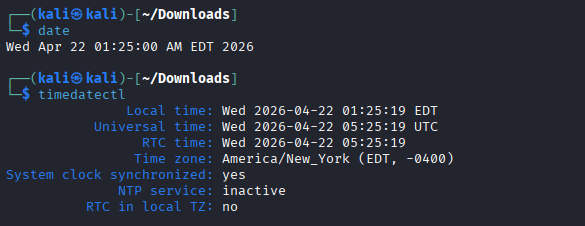 ┌──(kali㉿kali)-[~/Downloads]
└─$ date
Wed Apr 22 01:25:00 AM EDT 2026
┌──(kali㉿kali)-[~/Downloads]
└─$ timedatectl
Local time: Wed 2026-04-22 01:25:19 EDT
Universal time: Wed 2026-04-22 05:25:19 UTC
RTC time: Wed 2026-04-22 05:25:19
Time zone: America/New_York (EDT, -0400)
System clock synchronized: yes
NTP service: inactive
RTC in local TZ: no